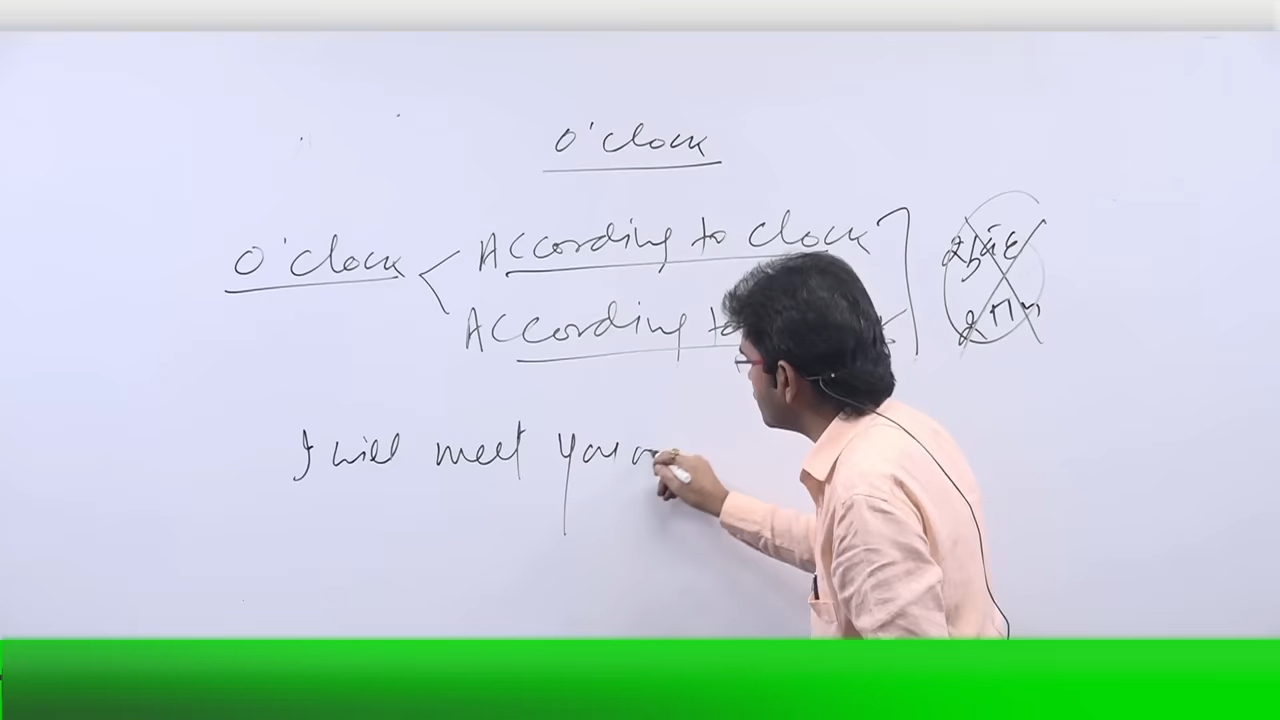 O'clock
O'clock < According to clock
According to
I will meet you